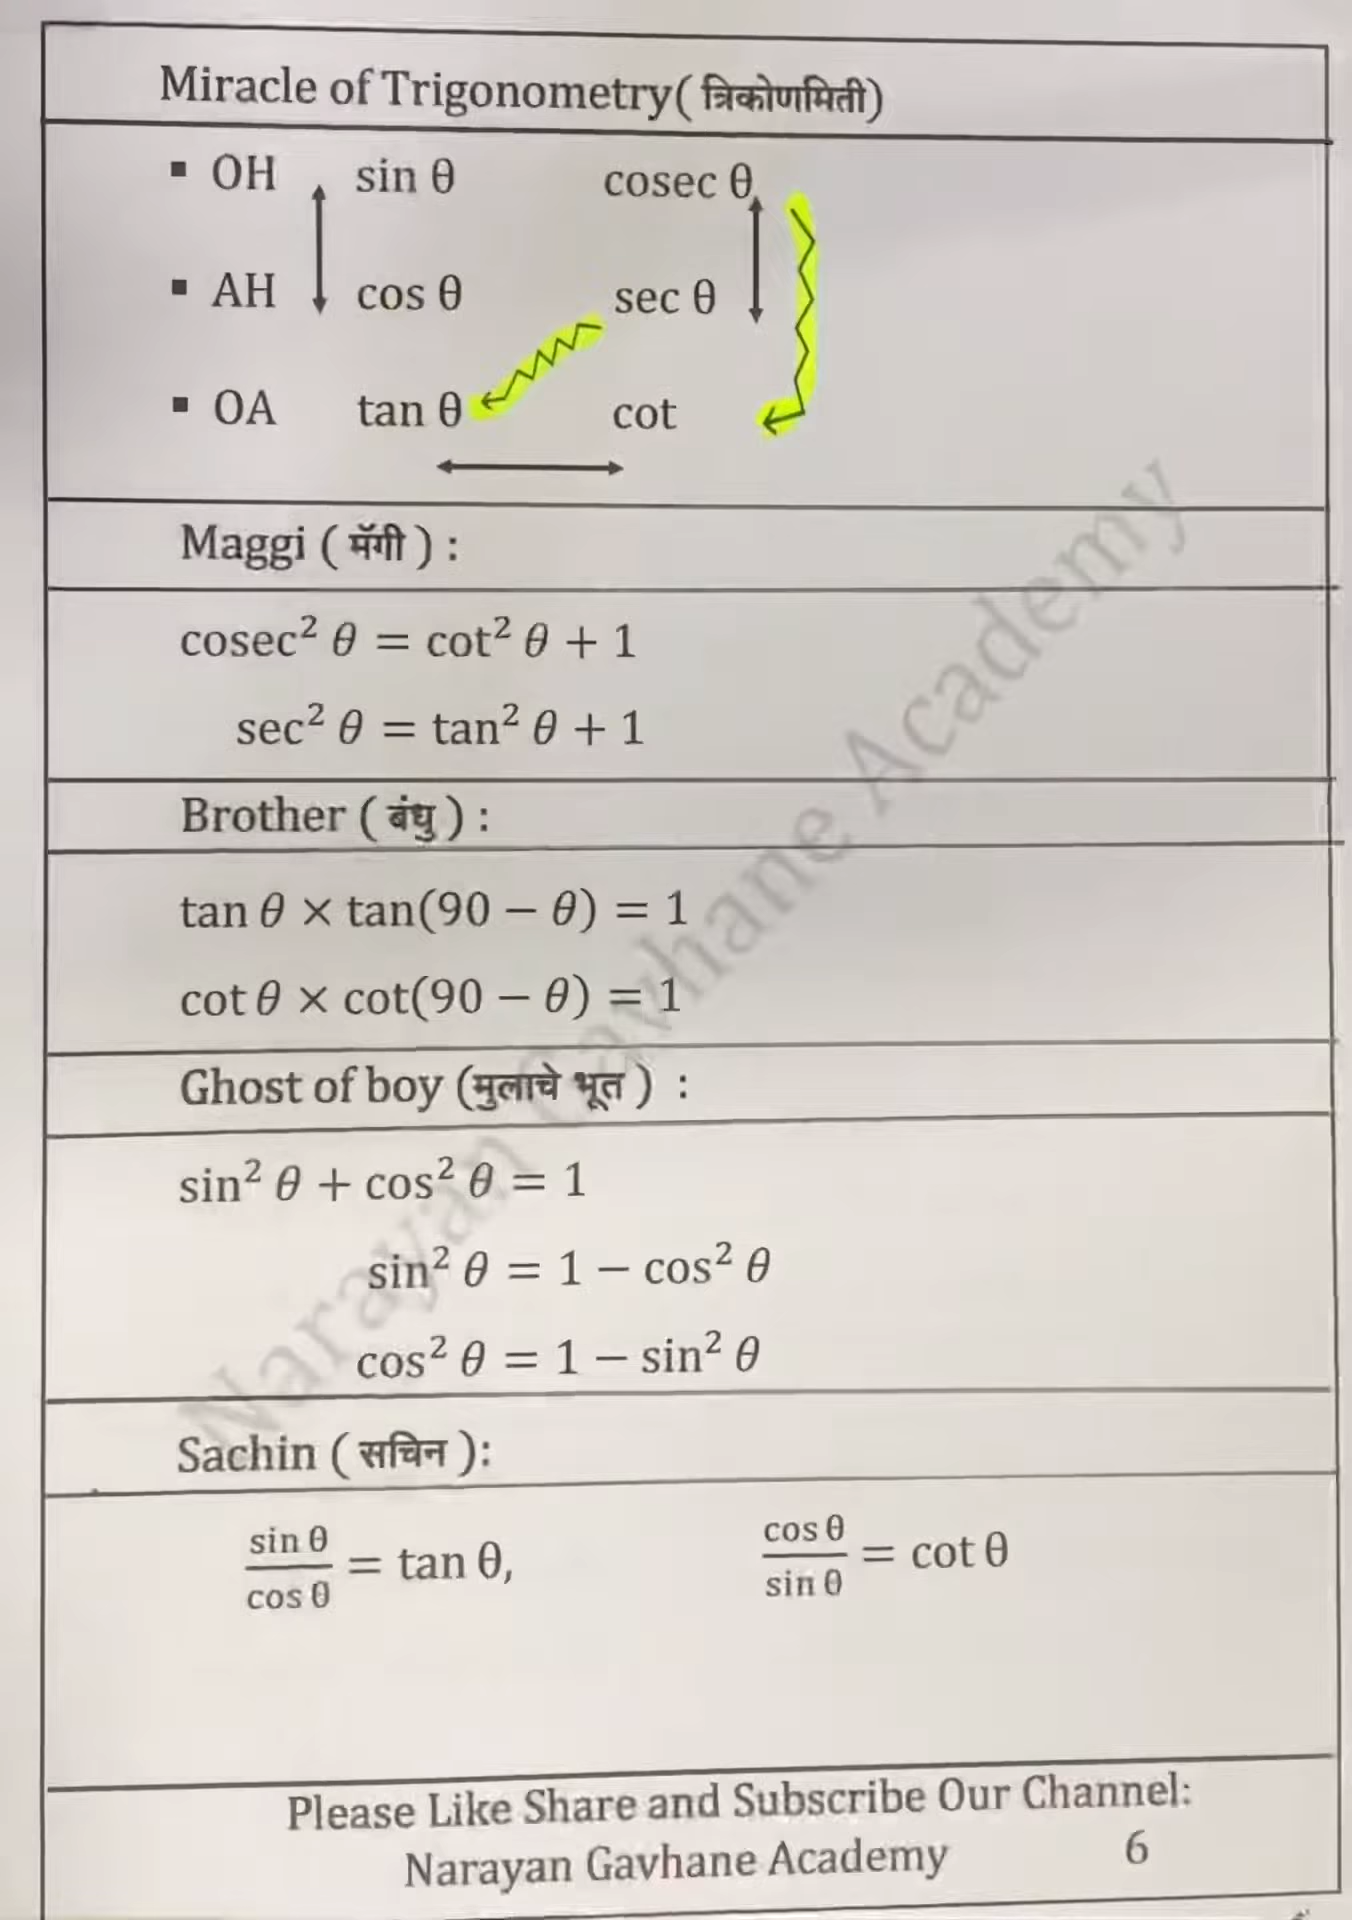 Miracle of Trigonometry( त्रिकोणमिती)
▪ OH sin θ cosec θ
▪ AH cos θ sec θ
▪ OA tan θ cot
Maggi ( मॅगी ) :
cosec² θ = cot² θ + 1
sec² θ = tan² θ + 1
Brother ( बंधु ) :
tan θ × tan(90 − θ) = 1
cot θ × cot(90 − θ) = 1
Ghost of boy (मुलाचे भूत ) :
sin² θ + cos² θ = 1
sin² θ = 1 − cos² θ
cos² θ = 1 − sin² θ
Sachin ( सचिन ):
sin θ / cos θ = tan θ, cos θ / sin θ = cot θ
Please Like Share and Subscribe Our Channel:
Narayan Gavhane Academy 6
Narayan Gavhane Academy